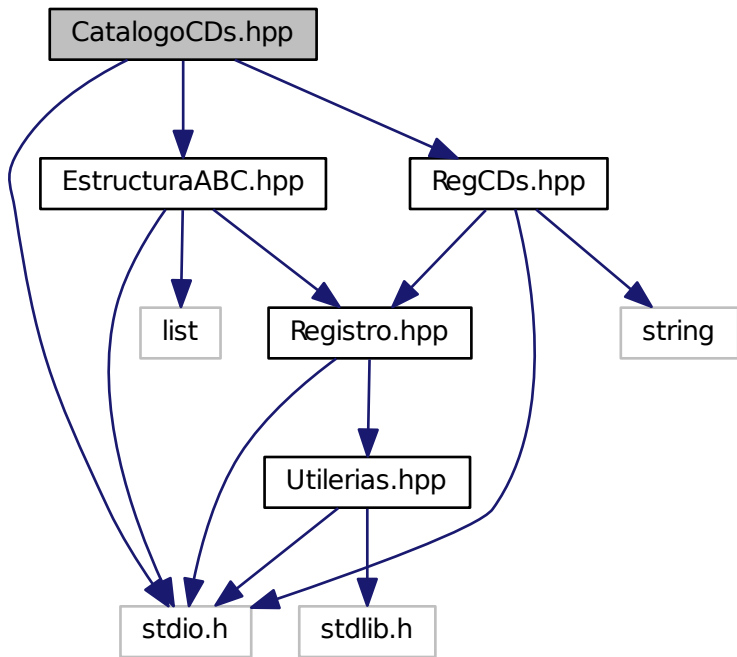 CatalogoCDs.hpp
EstructuraABC.hpp
RegCDs.hpp
list
Registro.hpp
string
Utilerias.hpp
stdio.h
stdlib.h